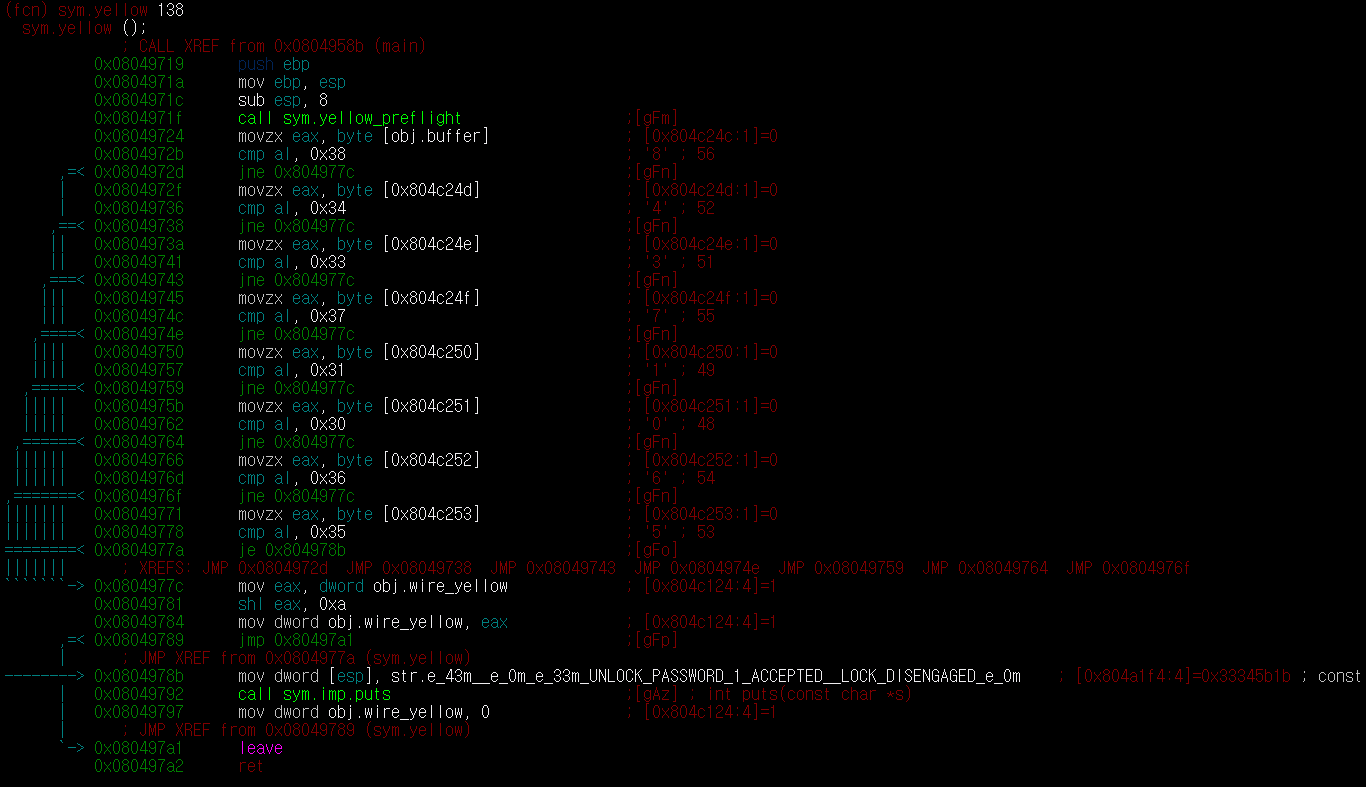 (fcn) sym.yellow 138
sym.yellow ();
; CALL XREF from 0x0804958b (main)
0x08049719 push ebp
0x0804971a mov ebp, esp
0x0804971c sub esp, 8
0x0804971f call sym.yellow_preflight ;[gFm]
0x08049724 movzx eax, byte [obj.buffer] ; [0x804c24c:1]=0
0x0804972b cmp al, 0x38 ; '8' ; 56
,=< 0x0804972d jne 0x804977c ;[gFn]
| 0x0804972f movzx eax, byte [0x804c24d] ; [0x804c24d:1]=0
| 0x08049736 cmp al, 0x34 ; '4' ; 52
,==< 0x08049738 jne 0x804977c ;[gFn]
|| 0x0804973a movzx eax, byte [0x804c24e] ; [0x804c24e:1]=0
|| 0x08049741 cmp al, 0x33 ; '3' ; 51
,===< 0x08049743 jne 0x804977c ;[gFn]
||| 0x08049745 movzx eax, byte [0x804c24f] ; [0x804c24f:1]=0
||| 0x0804974c cmp al, 0x37 ; '7' ; 55
,====< 0x0804974e jne 0x804977c ;[gFn]
|||| 0x08049750 movzx eax, byte [0x804c250] ; [0x804c250:1]=0
|||| 0x08049757 cmp al, 0x31 ; '1' ; 49
,=====< 0x08049759 jne 0x804977c ;[gFn]
||||| 0x0804975b movzx eax, byte [0x804c251] ; [0x804c251:1]=0
||||| 0x08049762 cmp al, 0x30 ; '0' ; 48
,======< 0x08049764 jne 0x804977c ;[gFn]
|||||| 0x08049766 movzx eax, byte [0x804c252] ; [0x804c252:1]=0
|||||| 0x0804976d cmp al, 0x36 ; '6' ; 54
,=======< 0x0804976f jne 0x804977c ;[gFn]
||||||| 0x08049771 movzx eax, byte [0x804c253] ; [0x804c253:1]=0
||||||| 0x08049778 cmp al, 0x35 ; '5' ; 53
========< 0x0804977a je 0x804978b ;[gFo]
||||||| ; XREFS: JMP 0x0804972d JMP 0x08049738 JMP 0x08049743 JMP 0x0804974e JMP 0x08049759 JMP 0x08049764 JMP 0x0804976f
```````-> 0x0804977c mov eax, dword obj.wire_yellow ; [0x804c124:4]=1
0x08049781 shl eax, 0xa
0x08049784 mov dword obj.wire_yellow, eax ; [0x804c124:4]=1
,=< 0x08049789 jmp 0x80497a1 ;[gFp]
| ; JMP XREF from 0x0804977a (sym.yellow)
--------> 0x0804978b mov dword [esp], str.e_43m__e_0m_e_33m_UNLOCK_PASSWORD_1_ACCEPTED__LOCK_DISENGAGED_e_0m ; [0x804a1f4:4]=0x33345b1b ; const
| 0x08049792 call sym.imp.puts ;[gAz] ; int puts(const char *s)
| 0x08049797 mov dword obj.wire_yellow, 0 ; [0x804c124:4]=1
| ; JMP XREF from 0x08049789 (sym.yellow)
`-> 0x080497a1 leave
0x080497a2 ret